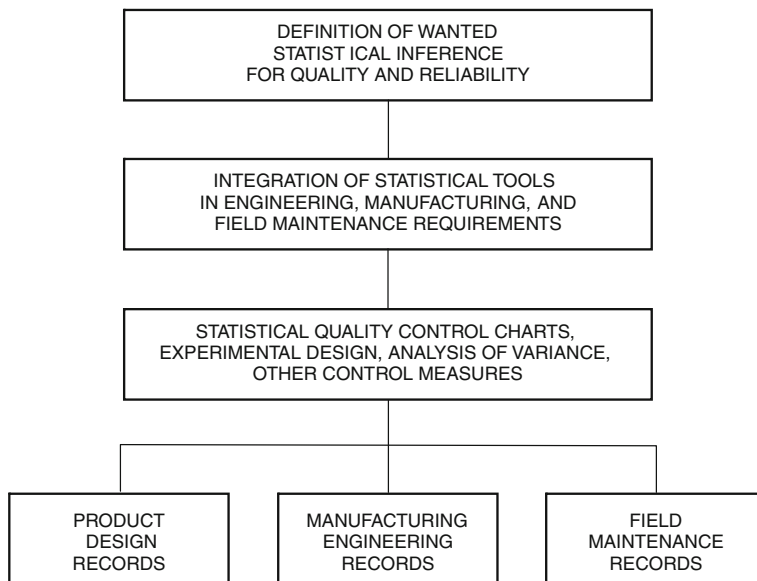 DEFINITION OF WANTED
STATIST ICAL INFERENCE
FOR QUALITY AND RELIABILITY
INTEGRATION OF STATISTICAL TOOLS
IN ENGINEERING, MANUFACTURING, AND
FIELD MAINTENANCE REQUIREMENTS
STATISTICAL QUALITY CONTROL CHARTS,
EXPERIMENTAL DESIGN, ANALYSIS OF VARIANCE,
OTHER CONTROL MEASURES
PRODUCT
DESIGN
RECORDS
MANUFACTURING
ENGINEERING
RECORDS
FIELD
MAINTENANCE
RECORDS